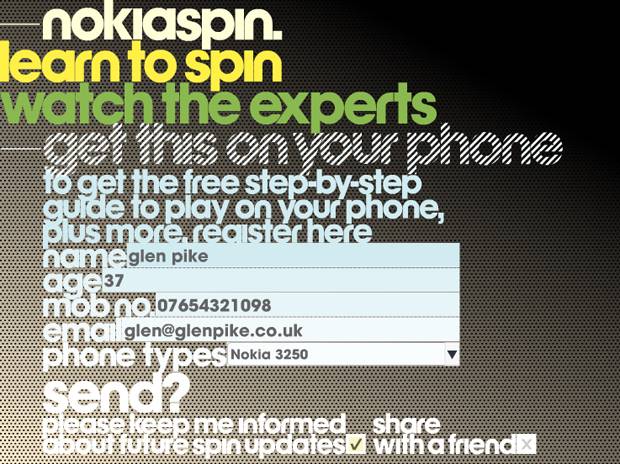 nokiaspin.
learn to spin
watch the experts
get this on your phone
to get the free step-by-step
guide to play on your phone,
plus more, register here
name glen pike
age 37
mob no. 07654321098
email glen@glenpike.co.uk
phone types Nokia 3250
send?
please keep me informed share
about future spin updates with a friend